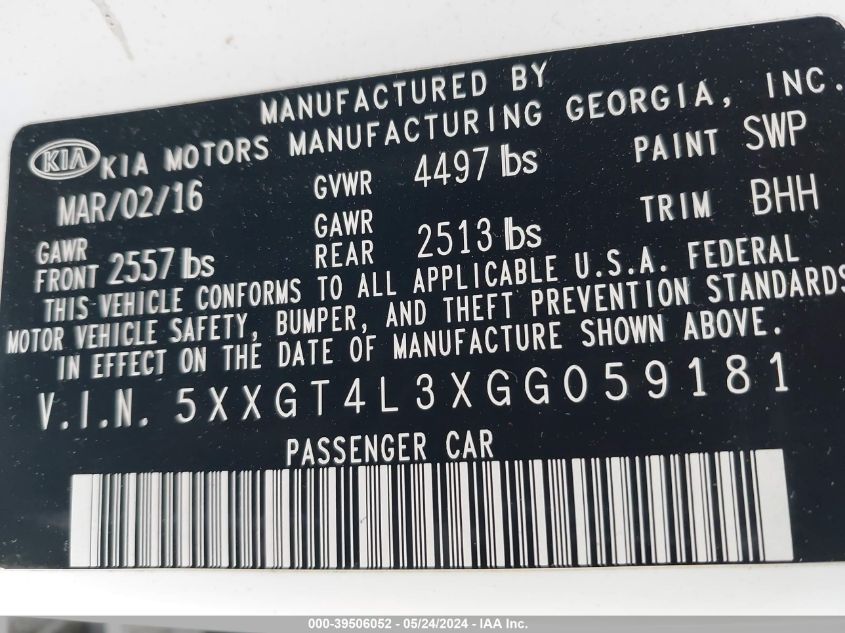 MANUFACTURED BY
KIA KIA MOTORS MANUFACTURING GEORGIA, INC.
MAR/02/16 GVWR 4497 lbs PAINT SWP
GAWR FRONT 2557 lbs GAWR REAR 2513 lbs TRIM BHH
THIS VEHICLE CONFORMS TO ALL APPLICABLE U.S.A. FEDERAL
MOTOR VEHICLE SAFETY, BUMPER, AND THEFT PREVENTION STANDARDS
IN EFFECT ON THE DATE OF MANUFACTURE SHOWN ABOVE.
V.I.N. 5XXGT4L3XGG059181
PASSENGER CAR
000-39506052 - 05/24/2024 - IAA Inc.